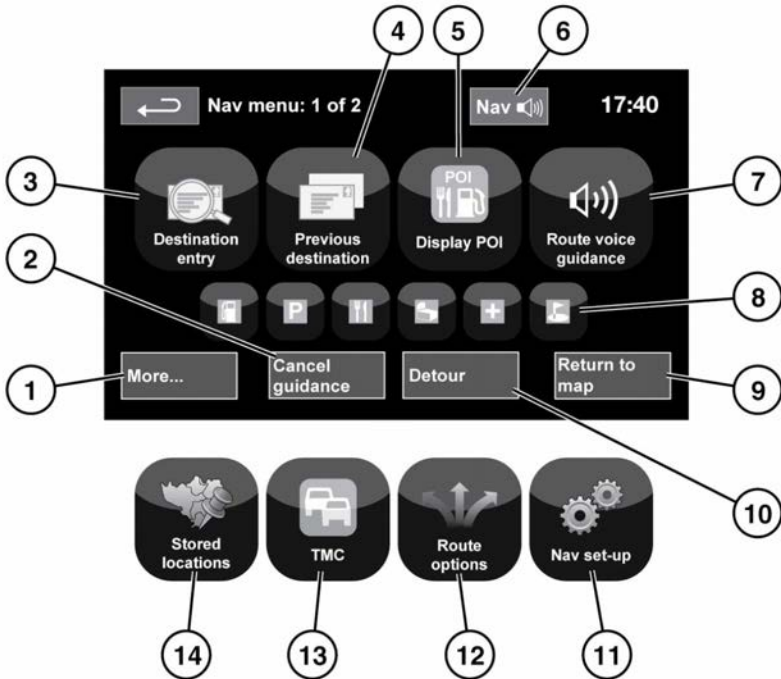 4
5
6
Nav menu: 1 of 2
Nav
17:40
3
POI
7
Destination
entry
Previous
destination
Display POI
Route voice
guidance
2
P
8
1
More...
Cancel
guidance
Detour
Return to
map
9
10
Stored
locations
TMC
Route
options
Nav set-up
14
13
12
11